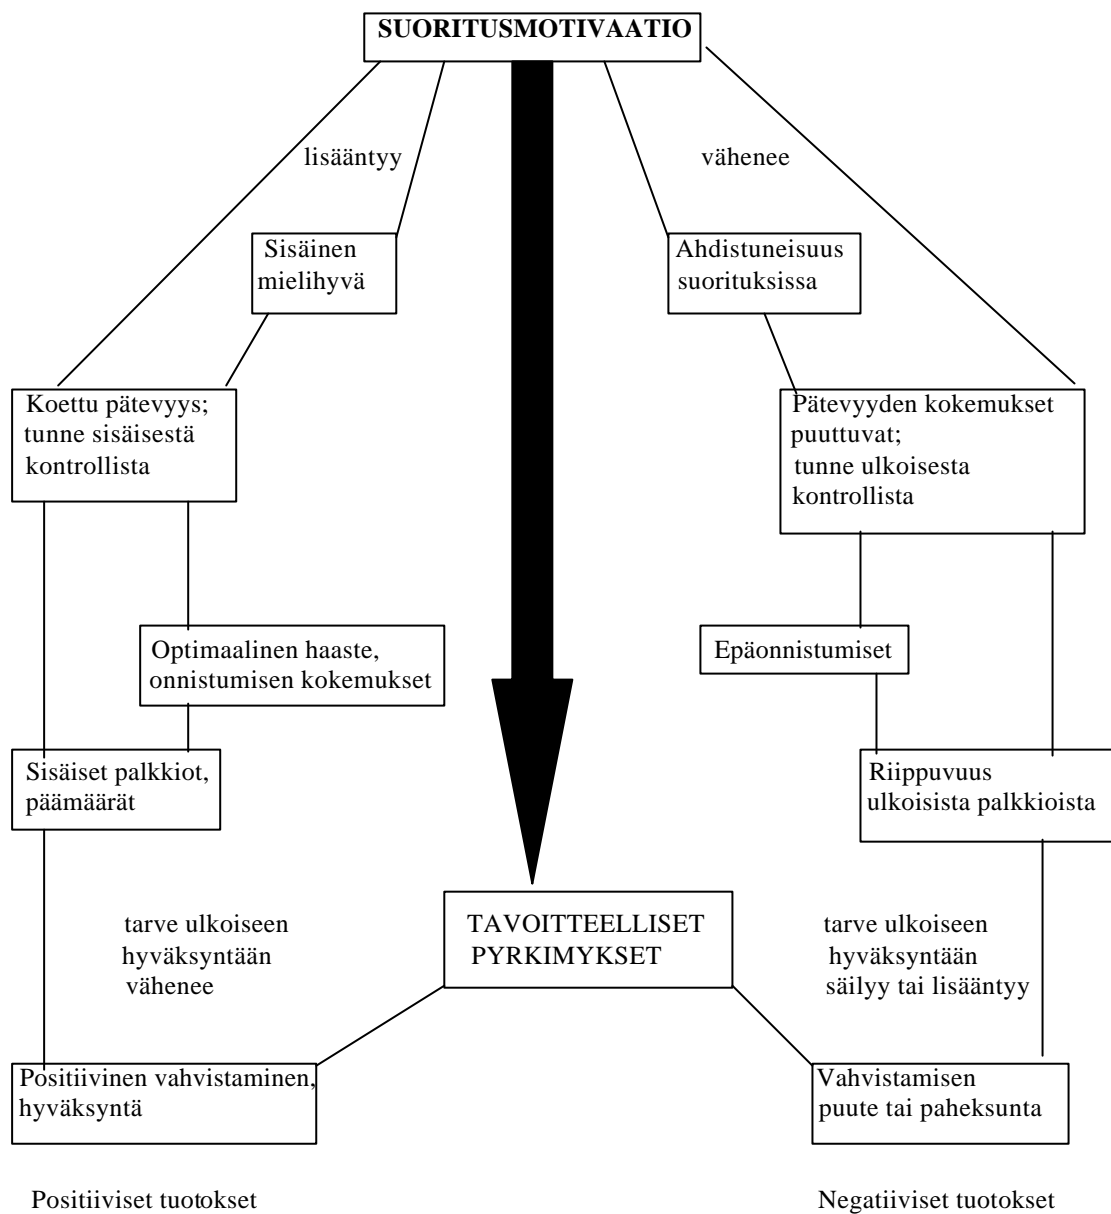 SUORITUSMOTIVAATIO
lisääntyy
vähenee
Sisäinen
mielihyvä
Ahdistuneisuus
suorituksissa
Koettu pätevyys;
tunne sisäisestä
kontrollista
Pätevyyden kokemukset
puuttuvat;
tunne ulkoisesta
kontrollista
Optimaalinen haaste,
onnistumisen kokemukset
Epäonnistumiset
Sisäiset palkkiot,
päämäärät
Riippuvuus
ulkoisista palkkioista
tarve ulkoiseen
hyväksyntään
vähenee
TAVOITTEELLISET
PYRKIMYKSET
tarve ulkoiseen
hyväksyntään
säilyy tai lisääntyy
Positiivinen vahvistaminen,
hyväksyntä
Vahvistamisen
puute tai paheksunta
Positiiviset tuotokset
Negatiiviset tuotokset